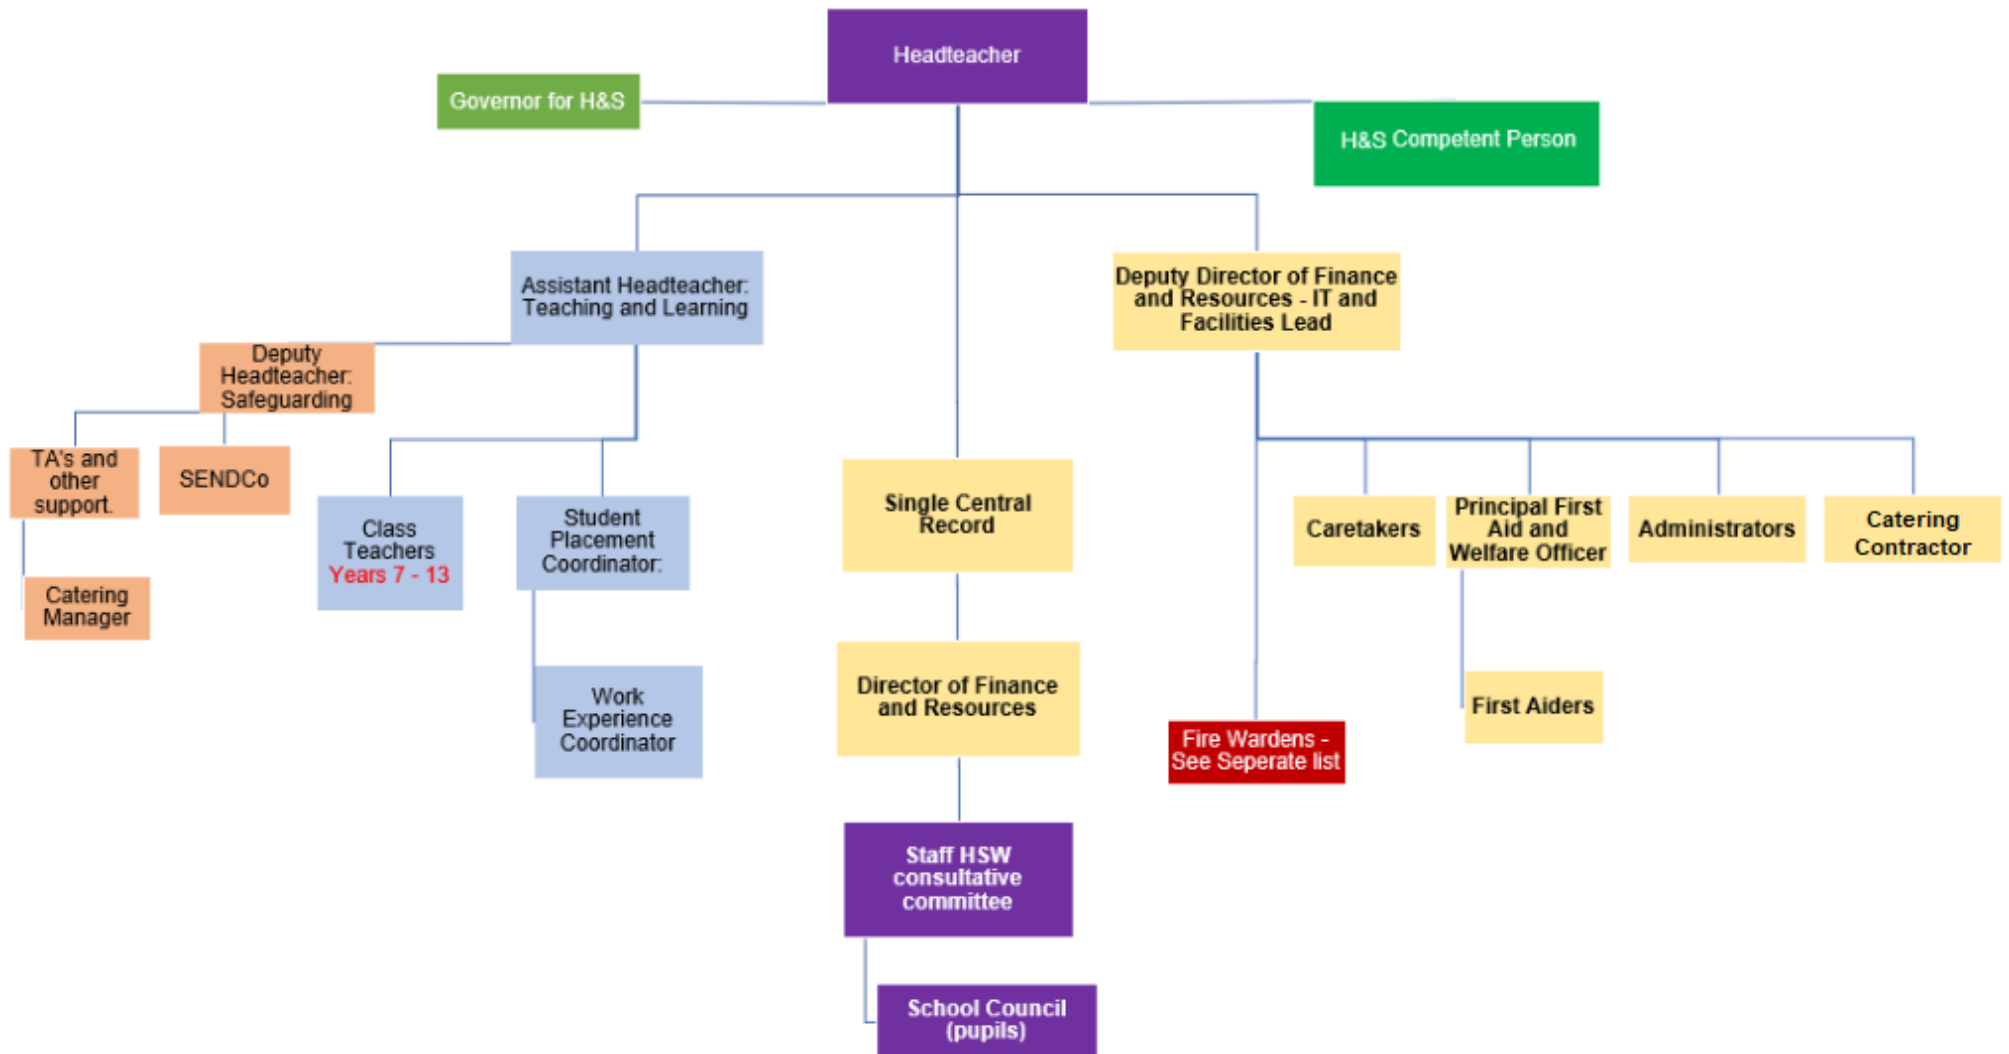 Headteacher
Governor for H&S
H&S Competent Person
Assistant Headteacher:
Teaching and Learning
Deputy Director of Finance
and Resources - IT and
Facilities Lead
Deputy
Headteacher:
Safeguarding
TA's and
other
support.
SENDCo
Catering
Manager
Class
Teachers
Years 7 - 13
Student
Placement
Coordinator:
Work
Experience
Coordinator
Single Central
Record
Director of Finance
and Resources
Staff HSW
consultative
committee
School Council
(pupils)
Fire Wardens -
See Seperate list
Caretakers
Principal First
Aid and
Welfare Officer
First Aiders
Administrators
Catering
Contractor